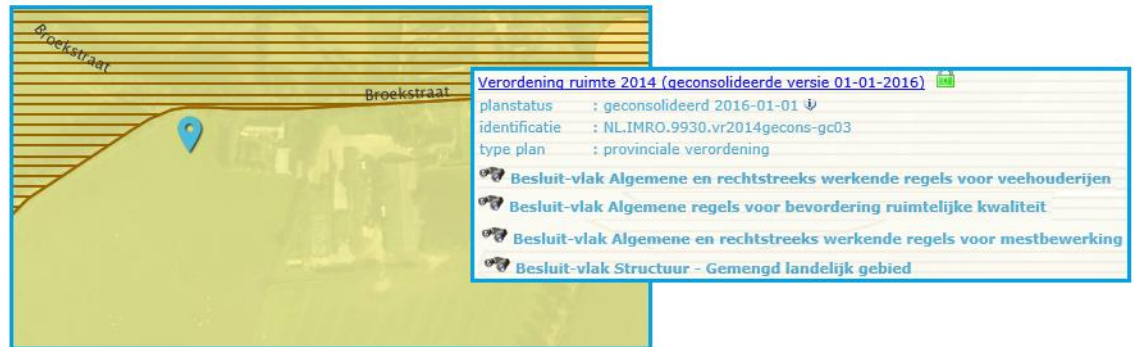 Broekstraat
Broekstraat
Verordening ruimte 2014 (geconsolideerde versie 01-01-2016)
planstatus : geconsolideerd 2016-01-01
identificatie : NL.IMRO.9930.vr2014gecons-gc03
type plan : provinciale verordening
Besluit-vlak Algemene en rechtstreeks werkende regels voor veehouderijen
Besluit-vlak Algemene regels voor bevordering ruimtelijke kwaliteit
Besluit-vlak Algemene en rechtstreeks werkende regels voor mestbewerking
Besluit-vlak Structuur - Gemengd landelijk gebied